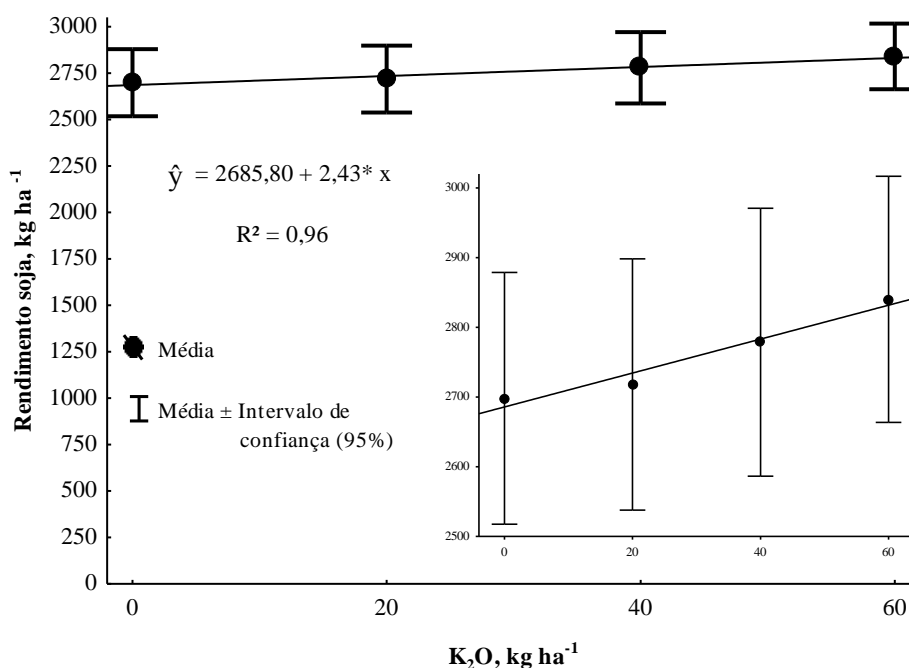 3000
2750
2500
2250
2000
1750
1500
1250
1000
750
500
250
0
Rendimento soja, kg ha⁻¹
ŷ = 2685,80 + 2,43* x
R² = 0,96
Média
Média ± Intervalo de
confiança (95%)
3000
2900
2800
2700
2600
2500
0 20 40 60
0 20 40 60
K₂O, kg ha⁻¹